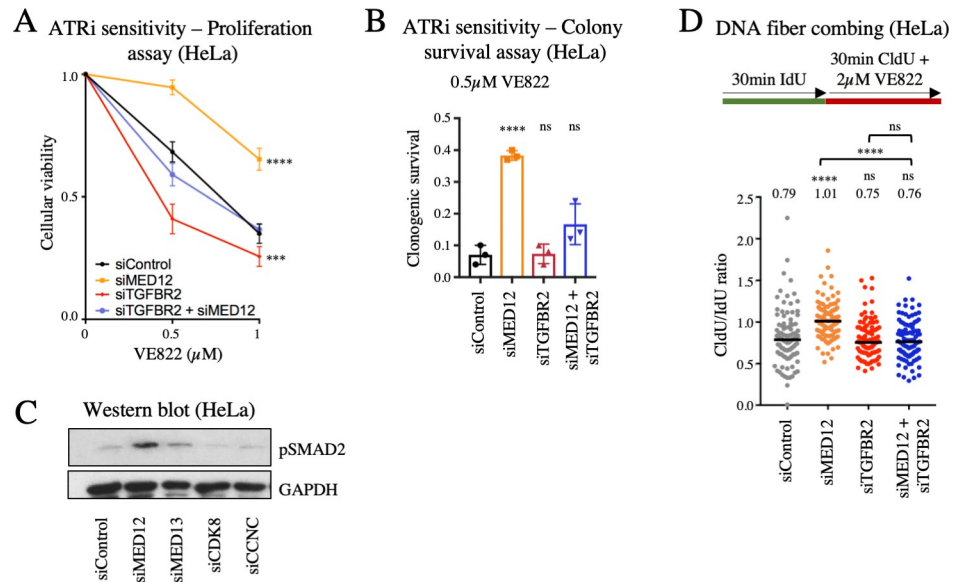 A
ATRi sensitivity – Proliferation
assay (HeLa)
1.0
0.5
0.0
Cellular viability
****
***
siControl
siMED12
siTGFBR2
siTGFBR2 + siMED12
0
0.5
1
VE822 (µM)
B
ATRi sensitivity – Colony
survival assay (HeLa)
0.5µM VE822
Clonogenic survival
0.5
0.4
0.3
0.2
0.1
0.0
****
ns
ns
siControl
siMED12
siTGFBR2
siMED12 +
siTGFBR2
C
Western blot (HeLa)
pSMAD2
GAPDH
siControl
siMED12
siMED13
siCDK8
siCCNC
D
DNA fiber combing (HeLa)
30min IdU
30min CldU +
2µM VE822
ns
****
****
ns
ns
0.79
1.01
0.75
0.76
CldU/IdU ratio
2.5
2.0
1.5
1.0
0.5
0.0
siControl
siMED12
siTGFBR2
siMED12 +
siTGFBR2